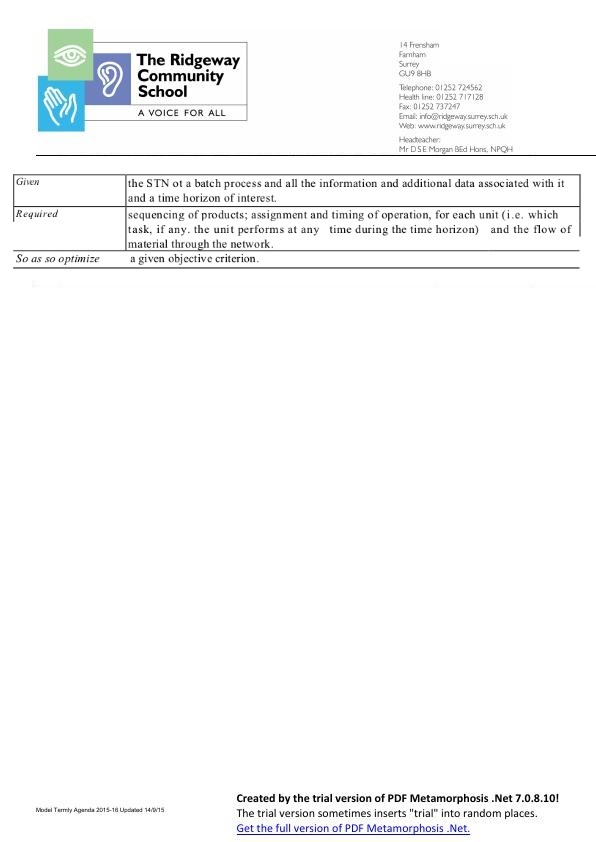 The Ridgeway
Community
School
A VOICE FOR ALL
14 Frensham
Farnham
Surrey
GU9 8HB
Telephone: 01252 724562
Health line: 01252 717128
Fax: 01252 737247
Email: info@ridgeway.surrey.sch.uk
Web: www.ridgeway.surrey.sch.uk
Headteacher:
Mr D S E Morgan BEd Hons, NPQH
Given the STN ot a batch process and all the information and additional data associated with it
and a time horizon of interest.
Required sequencing of products; assignment and timing of operation, for each unit (i.e. which
task, if any. the unit performs at any time during the time horizon) and the flow of
material through the network.
So as so optimize a given objective criterion.
Model Termly Agenda 2015-16 Updated 14/9/15
Created by the trial version of PDF Metamorphosis .Net 7.0.8.10!
The trial version sometimes inserts "trial" into random places.
Get the full version of PDF Metamorphosis .Net.